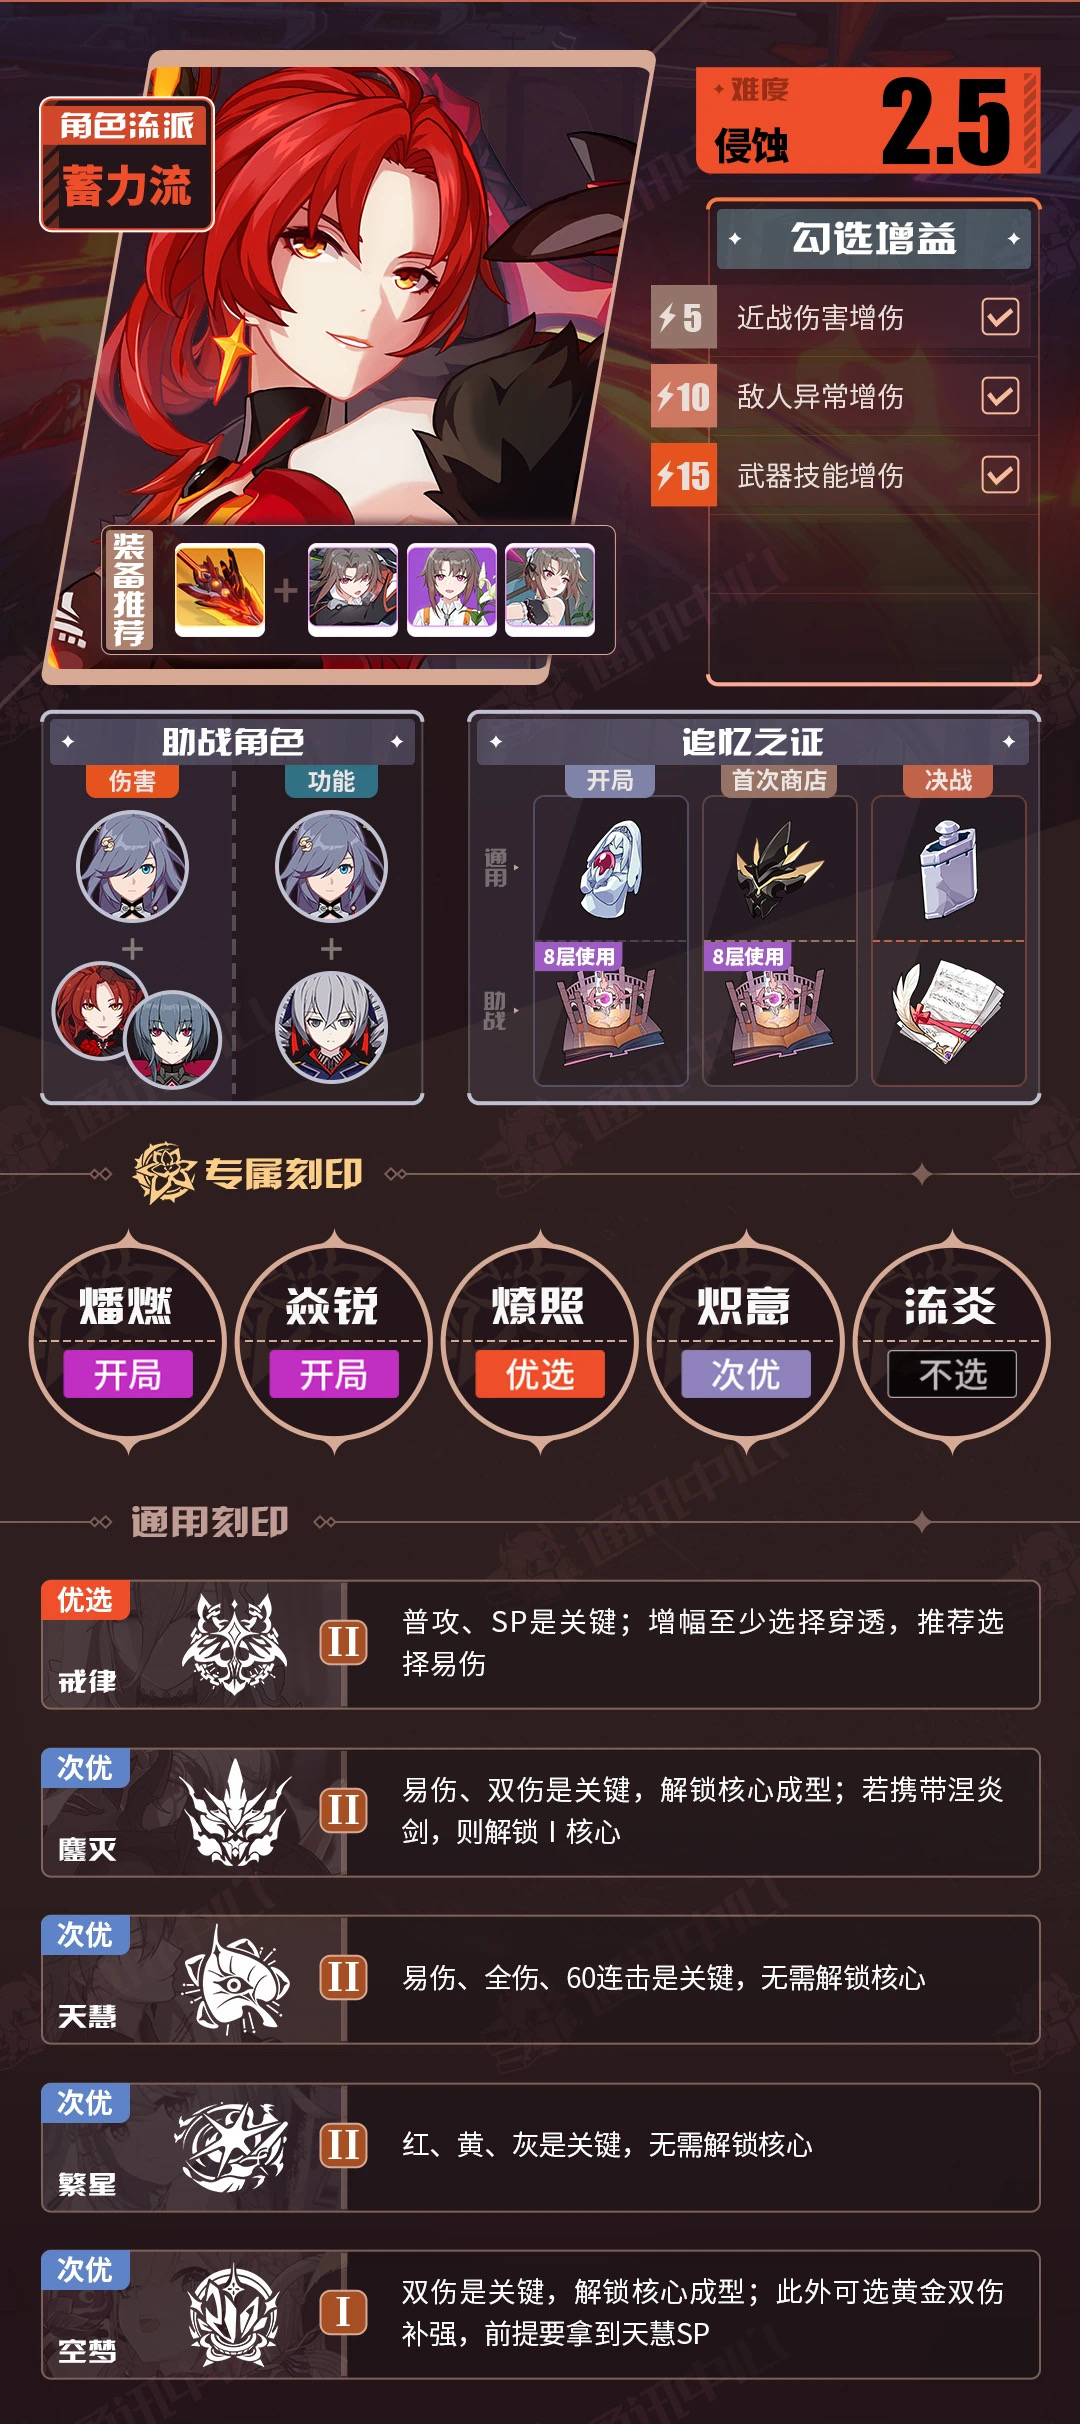 角色流派
蓄力流
难度
侵蚀
2.5
勾选增益
5 近战伤害增伤
10 敌人异常增伤
15 武器技能增伤
装备推荐
助战角色
伤害
功能
追忆之证
开局
首次商店
决战
通用
8层使用
8层使用
助战
专属刻印
燔燃
开局
焱锐
开局
燎照
优选
炽意
次优
流炎
不选
通用刻印
优选
戒律
II
普攻、SP是关键；增幅至少选择穿透，推荐选
择易伤
次优
鏖灭
II
易伤、双伤是关键，解锁核心成型；若携带涅炎
剑，则解锁 I 核心
次优
天慧
II
易伤、全伤、60连击是关键，无需解锁核心
次优
繁星
II
红、黄、灰是关键，无需解锁核心
次优
空梦
I
双伤是关键，解锁核心成型；此外可选黄金双伤
补强，前提要拿到天慧SP